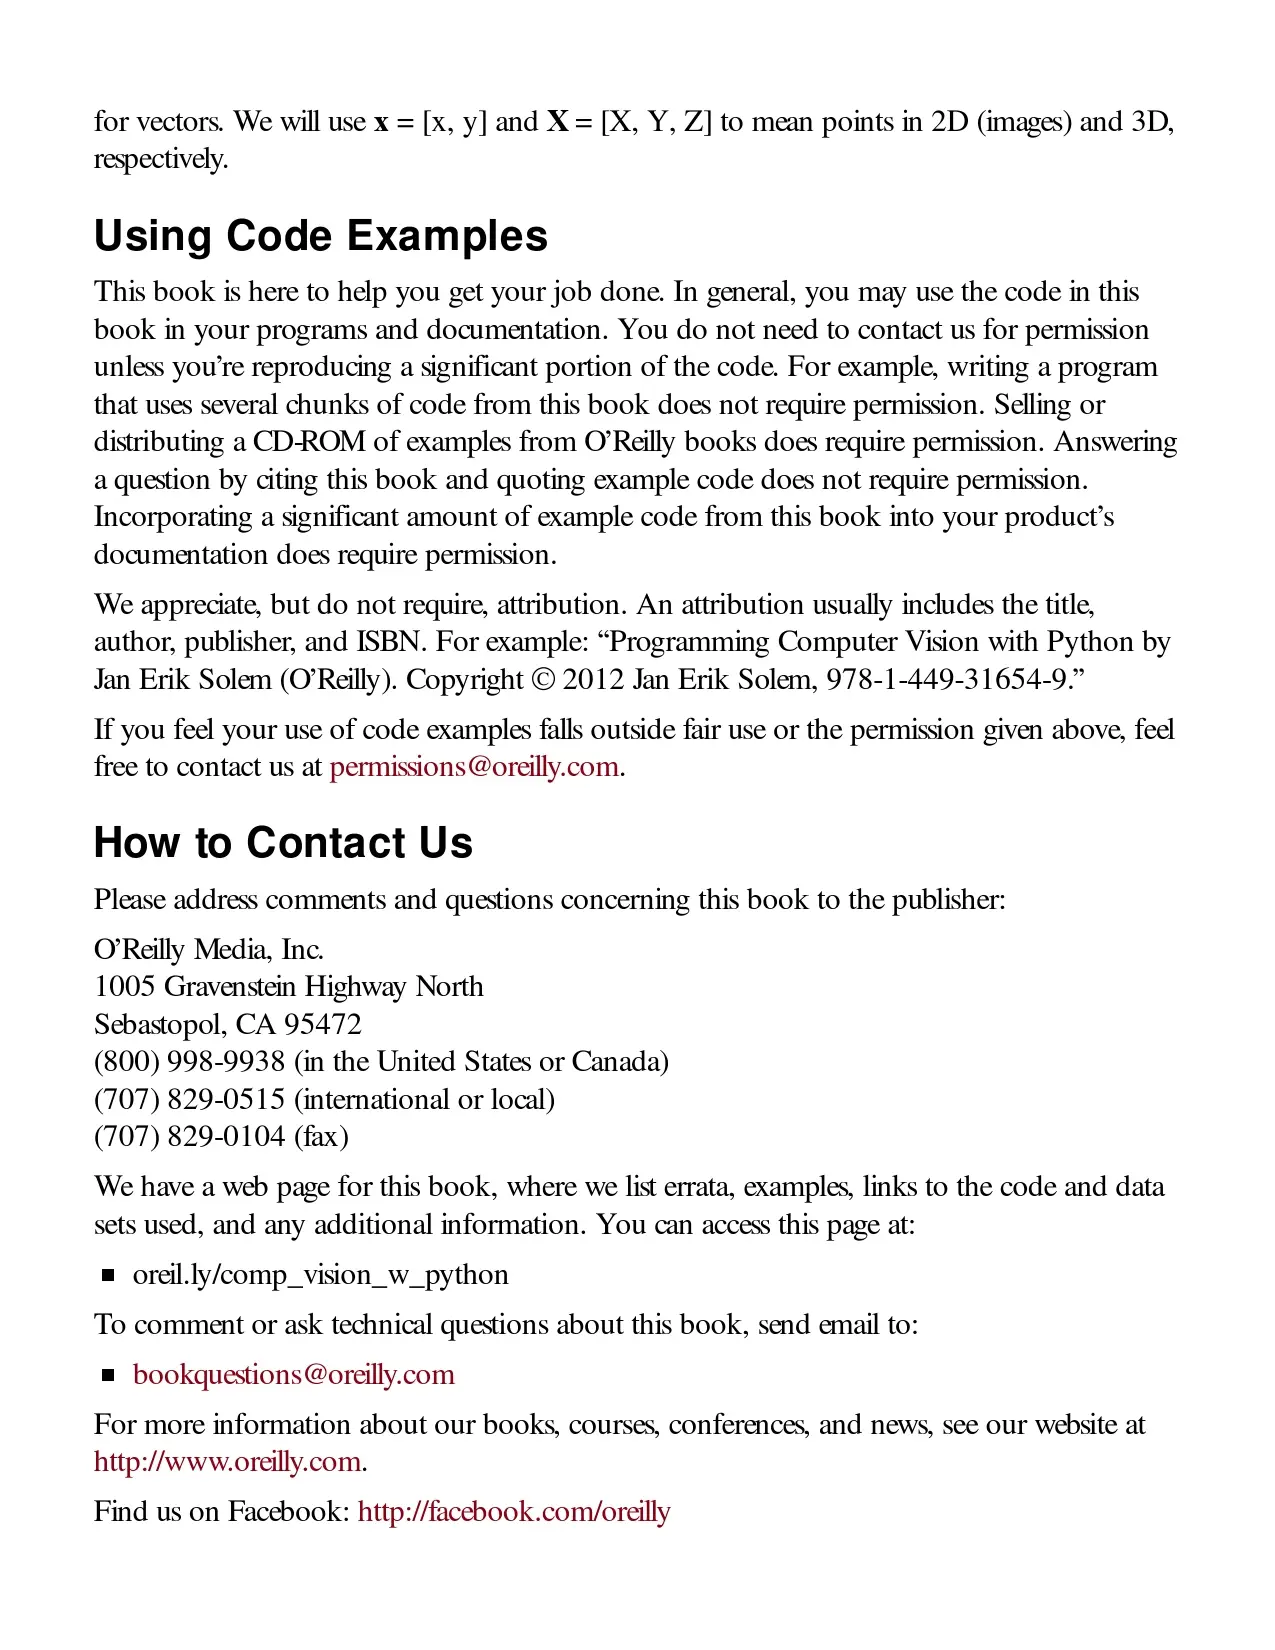 for vectors. We will use x = [x, y] and X = [X, Y, Z] to mean points in 2D (images) and 3D,
respectively.
Using Code Examples
This book is here to help you get your job done. In general, you may use the code in this
book in your programs and documentation. You do not need to contact us for permission
unless you’re reproducing a significant portion of the code. For example, writing a program
that uses several chunks of code from this book does not require permission. Selling or
distributing a CD-ROM of examples from O’Reilly books does require permission. Answering
a question by citing this book and quoting example code does not require permission.
Incorporating a significant amount of example code from this book into your product’s
documentation does require permission.
We appreciate, but do not require, attribution. An attribution usually includes the title,
author, publisher, and ISBN. For example: “Programming Computer Vision with Python by
Jan Erik Solem (O’Reilly). Copyright © 2012 Jan Erik Solem, 978-1-449-31654-9.”
If you feel your use of code examples falls outside fair use or the permission given above, feel
free to contact us at permissions@oreilly.com.
How to Contact Us
Please address comments and questions concerning this book to the publisher:
O’Reilly Media, Inc.
1005 Gravenstein Highway North
Sebastopol, CA 95472
(800) 998-9938 (in the United States or Canada)
(707) 829-0515 (international or local)
(707) 829-0104 (fax)
We have a web page for this book, where we list errata, examples, links to the code and data
sets used, and any additional information. You can access this page at:
■ oreil.ly/comp_vision_w_python
To comment or ask technical questions about this book, send email to:
■ bookquestions@oreilly.com
For more information about our books, courses, conferences, and news, see our website at
http://www.oreilly.com.
Find us on Facebook: http://facebook.com/oreilly